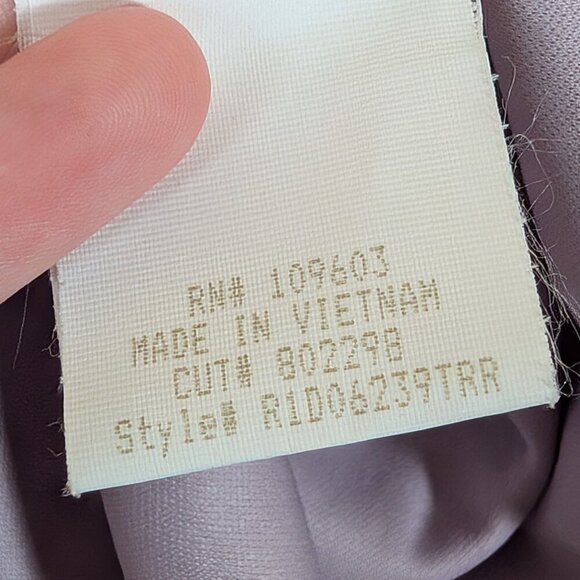 RN# 109603
MADE IN VIETNAM
CUT# 802298
Style# R1D06239TRR